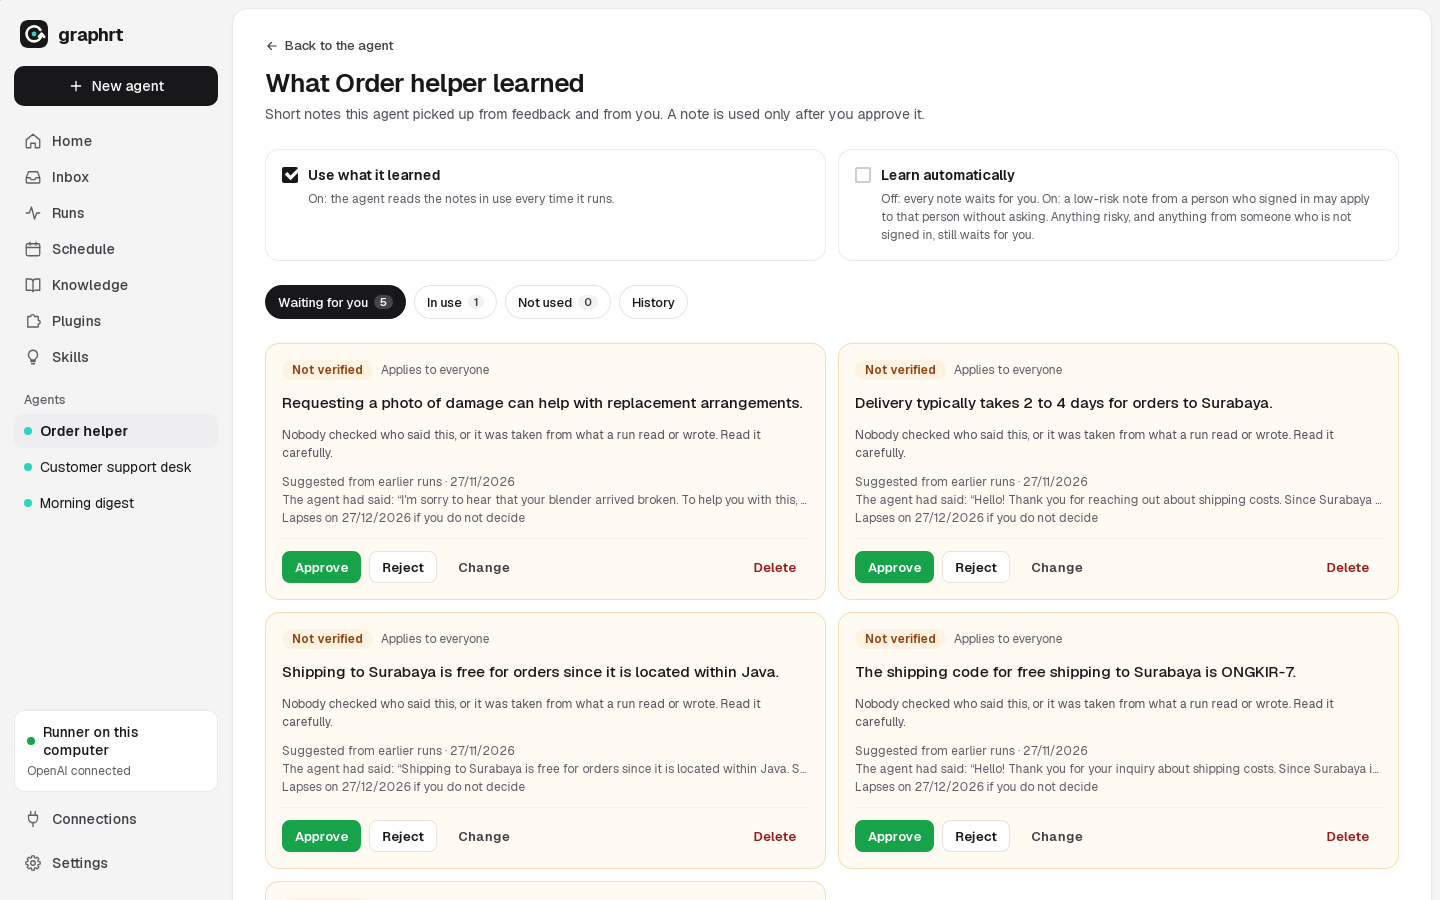 graphrt
New agent
Home
Inbox
Runs
Schedule
Knowledge
Plugins
Skills
Agents
Order helper
Customer support desk
Morning digest
Runner on this
computer
OpenAI connected
Connections
Settings
← Back to the agent
What Order helper learned
Short notes this agent picked up from feedback and from you. A note is used only after you approve it.
Use what it learned
On: the agent reads the notes in use every time it runs.
Learn automatically
Off: every note waits for you. On: a low-risk note from a person who signed in may apply
to that person without asking. Anything risky, and anything from someone who is not
signed in, still waits for you.
Waiting for you 5 In use 1 Not used 0 History
Not verified Applies to everyone
Requesting a photo of damage can help with replacement arrangements.
Nobody checked who said this, or it was taken from what a run read or wrote. Read it
carefully.
Suggested from earlier runs · 27/11/2026
The agent had said: “I'm sorry to hear that your blender arrived broken. To help you with this, …
Lapses on 27/12/2026 if you do not decide
Approve Reject Change Delete
Not verified Applies to everyone
Delivery typically takes 2 to 4 days for orders to Surabaya.
Nobody checked who said this, or it was taken from what a run read or wrote. Read it
carefully.
Suggested from earlier runs · 27/11/2026
The agent had said: “Hello! Thank you for reaching out about shipping costs. Since Surabaya …
Lapses on 27/12/2026 if you do not decide
Approve Reject Change Delete
Not verified Applies to everyone
Shipping to Surabaya is free for orders since it is located within Java.
Nobody checked who said this, or it was taken from what a run read or wrote. Read it
carefully.
Suggested from earlier runs · 27/11/2026
The agent had said: “Shipping to Surabaya is free for orders since it is located within Java. S…
Lapses on 27/12/2026 if you do not decide
Approve Reject Change Delete
Not verified Applies to everyone
The shipping code for free shipping to Surabaya is ONGKIR-7.
Nobody checked who said this, or it was taken from what a run read or wrote. Read it
carefully.
Suggested from earlier runs · 27/11/2026
The agent had said: “Hello! Thank you for your inquiry about shipping costs. Since Surabaya i…
Lapses on 27/12/2026 if you do not decide
Approve Reject Change Delete